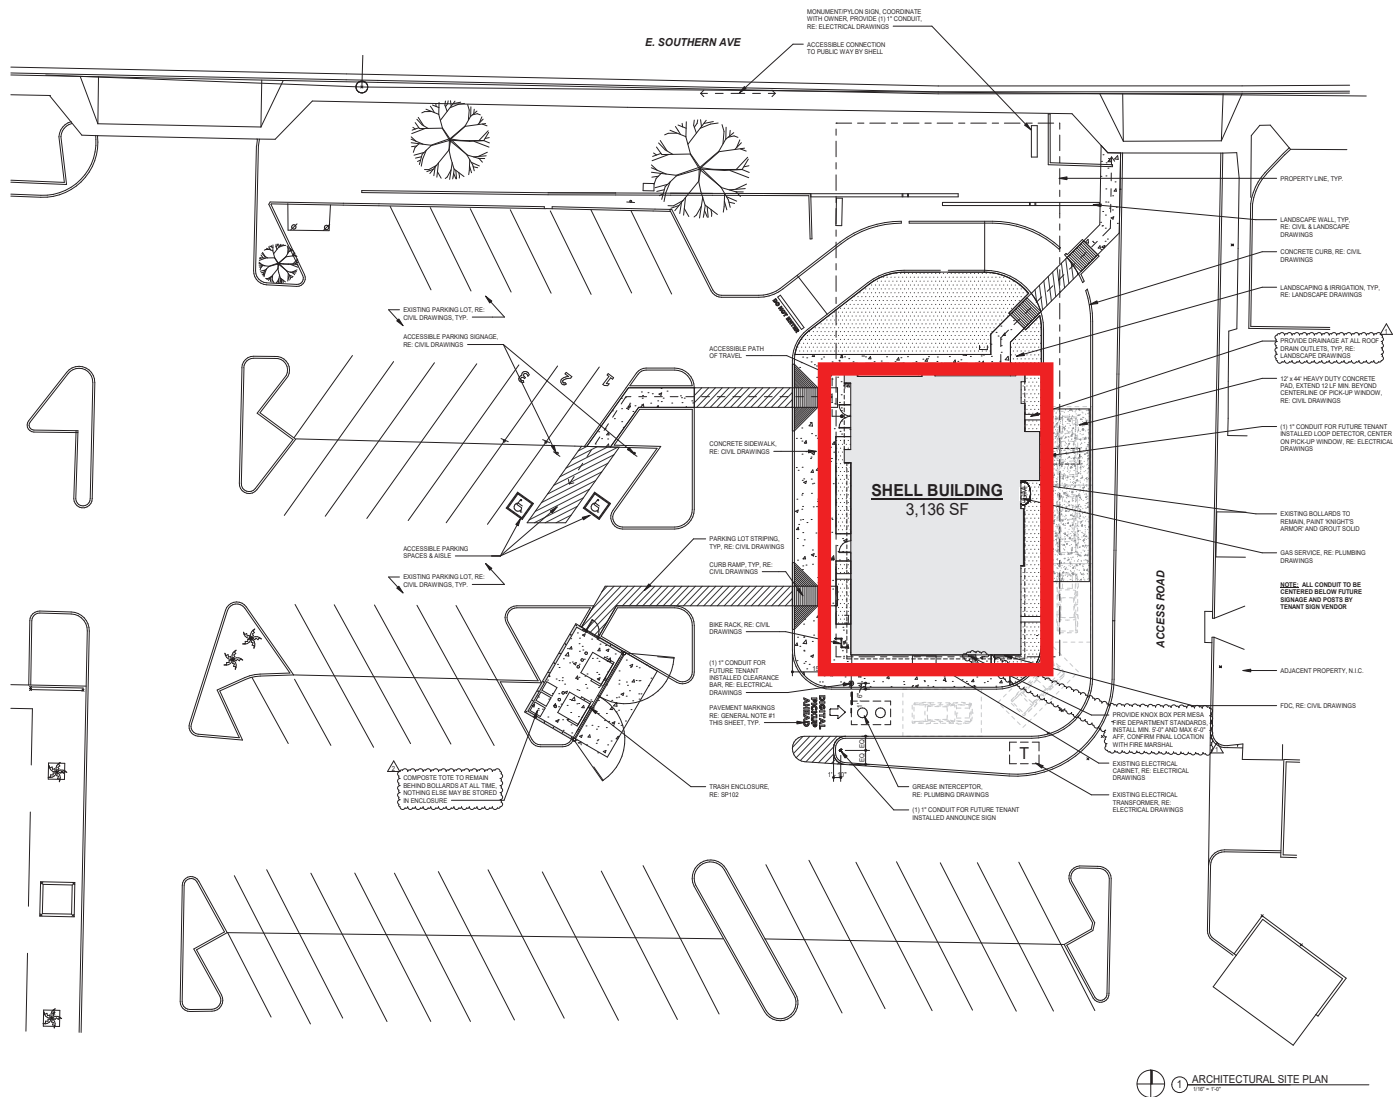 MONUMENT/PYLON SIGN, COORDINATE
WITH OWNER, PROVIDE (1) 1" CONDUIT,
RE: ELECTRICAL DRAWINGS
E. SOUTHERN AVE
ACCESSIBLE CONNECTION
TO PUBLIC WAY BY SHELL
PROPERTY LINE, TYP.
LANDSCAPE WALL, TYP,
RE: CIVIL & LANDSCAPE
DRAWINGS
CONCRETE CURB, RE: CIVIL
DRAWINGS
LANDSCAPING & IRRIGATION, TYP,
RE: LANDSCAPE DRAWINGS
EXISTING PARKING LOT, RE:
CIVIL DRAWINGS, TYP.
ACCESSIBLE PARKING SIGNAGE,
RE: CIVIL DRAWINGS
ACCESSIBLE PATH
OF TRAVEL
PROVIDE DRAINAGE AT ALL ROOF
DRAIN OUTLETS, TYP, RE:
LANDSCAPE DRAWINGS
3 2 1
12' x 44' HEAVY DUTY CONCRETE
PAD, EXTEND 12 LF MIN. BEYOND
CENTERLINE OF PICK-UP WINDOW,
RE: CIVIL DRAWINGS
CONCRETE SIDEWALK,
RE: CIVIL DRAWINGS
(1) 1" CONDUIT FOR FUTURE TENANT
INSTALLED LOOP DETECTOR, CENTER
ON PICK-UP WINDOW, RE: ELECTRICAL
DRAWINGS
SHELL BUILDING
3,136 SF
EXISTING BOLLARDS TO
REMAIN, PAINT 'KNIGHT'S
ARMOR' AND GROUT SOLID
ACCESSIBLE PARKING
SPACES & AISLE
PARKING LOT STRIPING,
TYP, RE: CIVIL DRAWINGS
GAS SERVICE, RE: PLUMBING
DRAWINGS
EXISTING PARKING LOT, RE:
CIVIL DRAWINGS, TYP.
CURB RAMP, TYP, RE:
CIVIL DRAWINGS
NOTE: ALL CONDUIT TO BE
CENTERED BELOW FUTURE
SIGNAGE AND POSTS BY
TENANT SIGN VENDOR
ACCESS ROAD
BIKE RACK, RE: CIVIL
DRAWINGS
(1) 1" CONDUIT FOR
FUTURE TENANT
INSTALLED CLEARANCE
BAR, RE: ELECTRICAL
DRAWINGS
ADJACENT PROPERTY, N.I.C.
PAVEMENT MARKINGS
RE: GENERAL NOTE #1
THIS SHEET, TYP.
DIGITAL
PICKUP
AHEAD
FDC, RE: CIVIL DRAWINGS
PROVIDE KNOX BOX PER MESA
FIRE DEPARTMENT STANDARDS,
INSTALL MIN. 5'-0" AND MAX 6'-0"
AFF, CONFIRM FINAL LOCATION
WITH FIRE MARSHAL
EQ EQ
T
EXISTING ELECTRICAL
CABINET, RE: ELECTRICAL
DRAWINGS
COMPOSTE TOTE TO REMAIN
BEHIND BOLLARDS AT ALL TIME,
NOTHING ELSE MAY BE STORED
IN ENCLOSURE
TRASH ENCLOSURE,
RE: SP102
GREASE INTERCEPTOR,
RE: PLUMBING DRAWINGS
EXISTING ELECTRICAL
TRANSFORMER, RE:
ELECTRICAL DRAWINGS
(1) 1" CONDUIT FOR FUTURE TENANT
INSTALLED ANNOUNCE SIGN
1 ARCHITECTURAL SITE PLAN
1/16" = 1'-0"